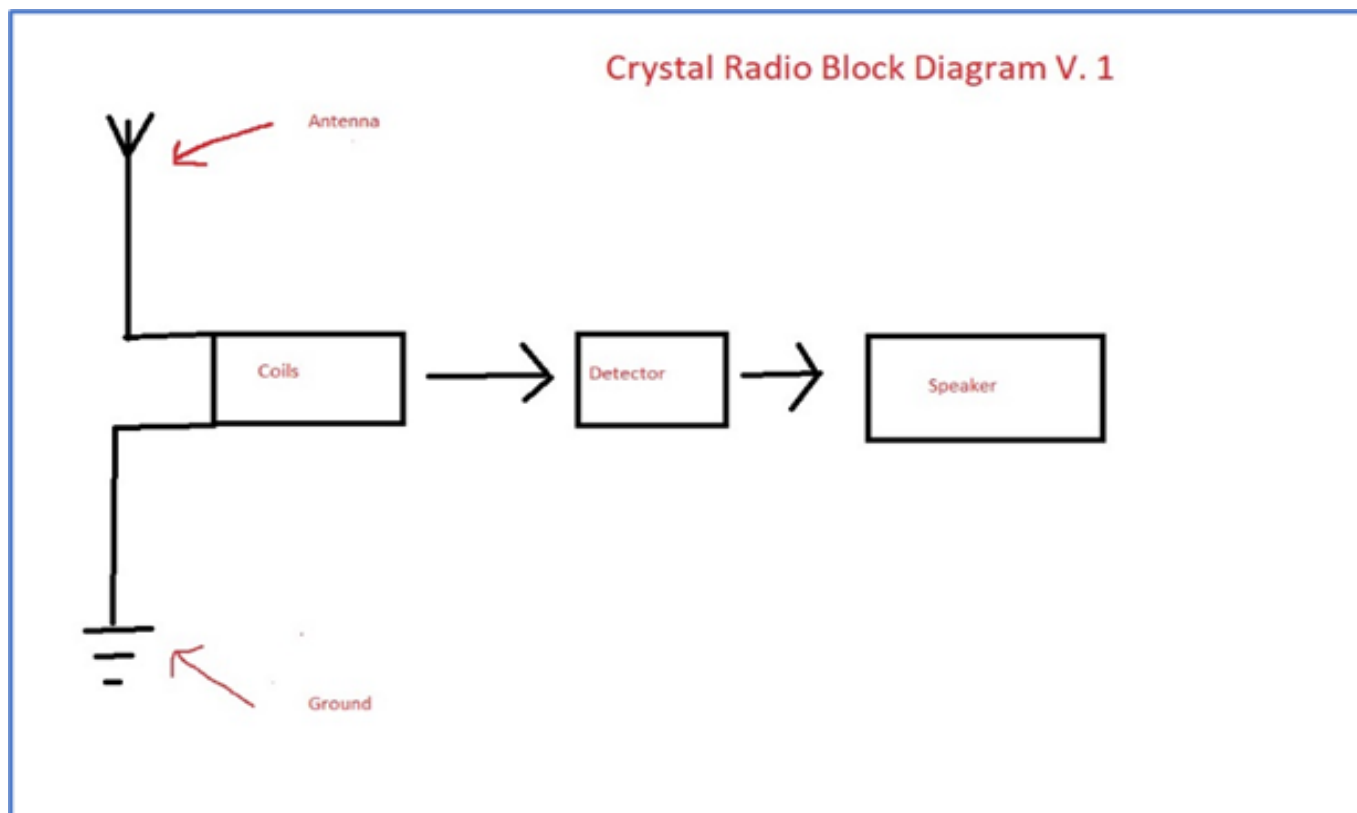 Crystal Radio Block Diagram V. 1
Antenna
Coils
Detector
Speaker
Ground